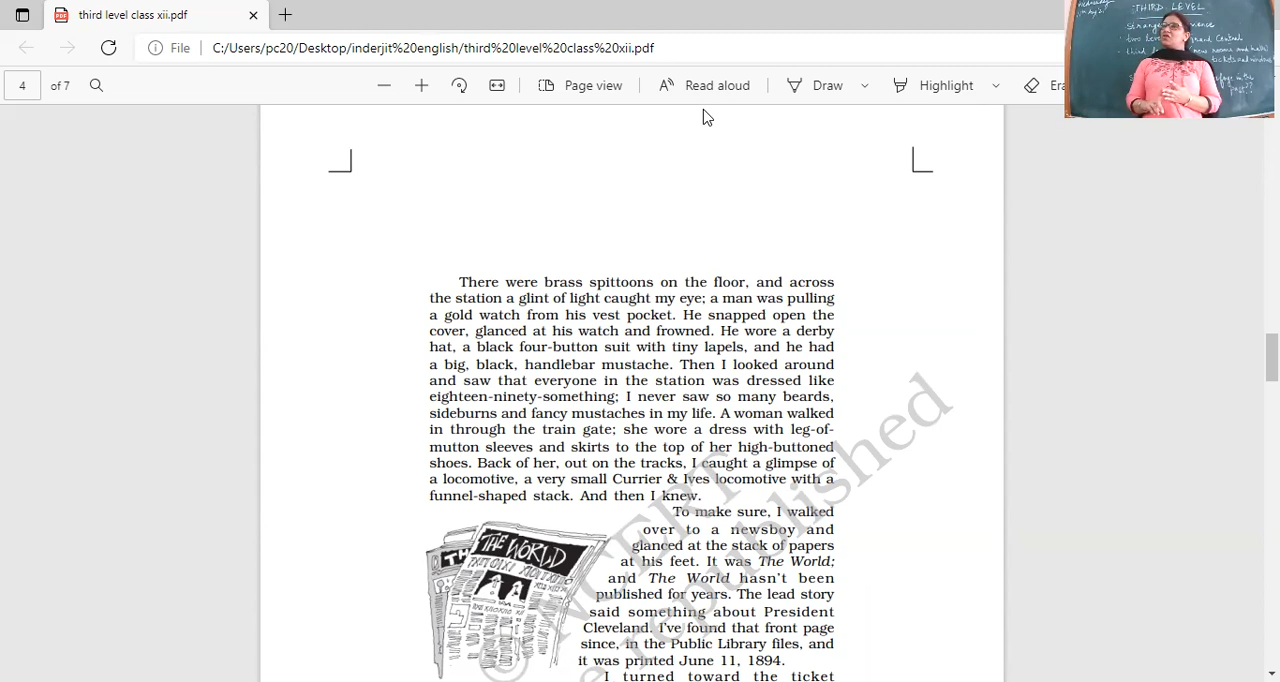 third level class xii.pdf
File
C:/Users/pc20/Desktop/inderjit%20english/third%20level%20class%20xii.pdf
4 of 7
Page view
Read aloud
Draw
Highlight
THIRD LEVEL
There were brass spittoons on the floor, and across
the station a glint of light caught my eye; a man was pulling
a gold watch from his vest pocket. He snapped open the
cover, glanced at his watch and frowned. He wore a derby
hat, a black four-button suit with tiny lapels, and he had
a big, black, handlebar mustache. Then I looked around
and saw that everyone in the station was dressed like
eighteen-ninety-something; I never saw so many beards,
sideburns and fancy mustaches in my life. A woman walked
in through the train gate; she wore a dress with leg-of-
mutton sleeves and skirts to the top of her high-buttoned
shoes. Back of her, out on the tracks, I caught a glimpse of
a locomotive, a very small Currier & Ives locomotive with a
funnel-shaped stack. And then I knew.
To make sure, I walked
over to a newsboy and
glanced at the stack of papers
at his feet. It was The World;
and The World hasn't been
published for years. The lead story
said something about President
Cleveland. I've found that front page
since, in the Public Library files, and
it was printed June 11, 1894.
I turned toward the ticket
THE WORLD
© NCERT
republished